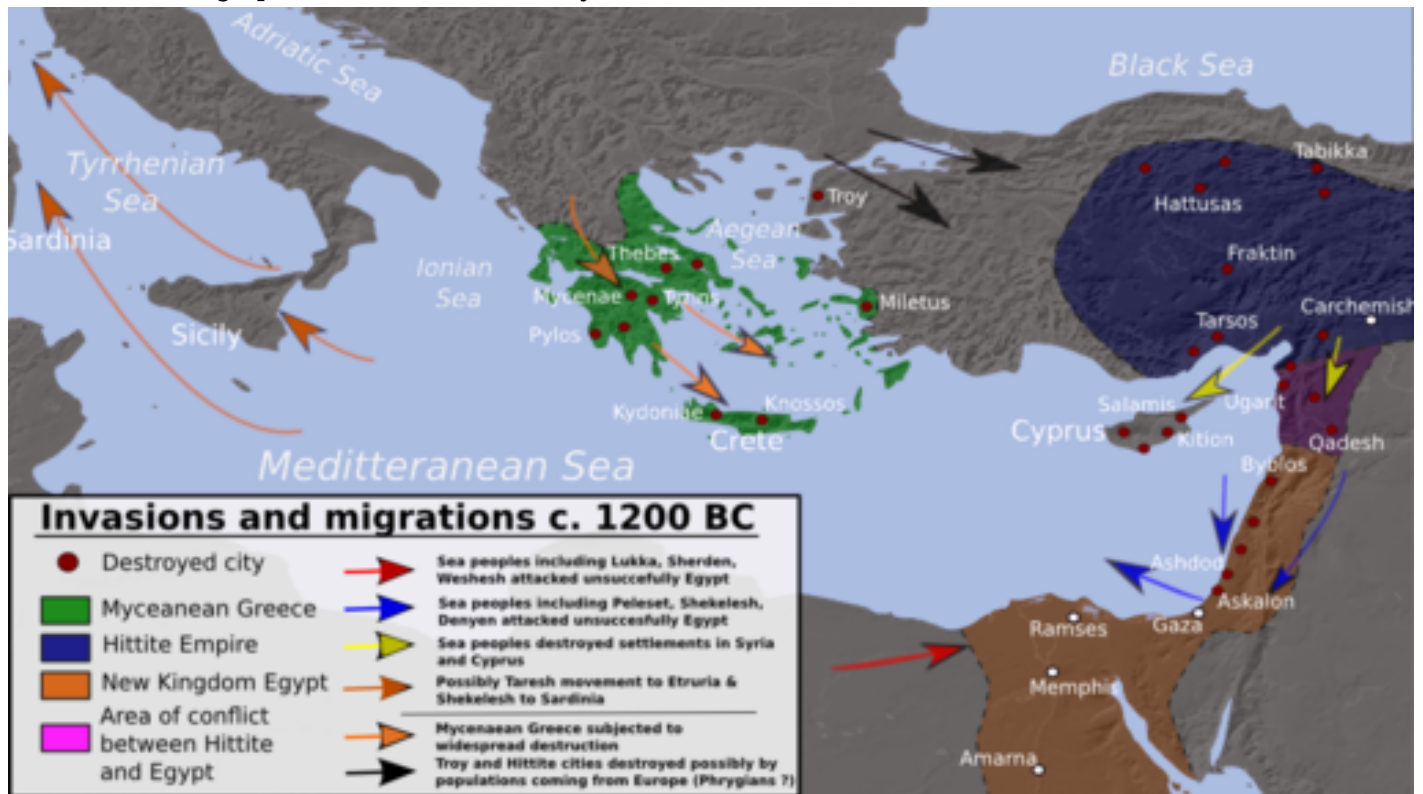 Adriatic Sea
Black Sea
Tyrrhenian
Sea
Tabikka
Troy
Hattusas
Sardinia
Aegean
Sea
Thebes
Ionian
Sea
Fraktin
Mycenae
Miletus
Carchemish
Sicily
Pylos
Tarsos
Kydoniae
Knossos
Salamis
Ugarit
Crete
Cyprus
Kition
Qadesh
Mediterranean Sea
Byblos
Invasions and migrations c. 1200 BC
Destroyed city
Sea peoples including Lukka, Sherden,
Weshesh attacked unsuccefully Egypt
Ashdod
Myceanean Greece
Sea peoples including Peleset, Shekelesh,
Denyen attacked unsuccesfully Egypt
Askalon
Ramses
Gaza
Hittite Empire
Sea peoples destroyed settlements in Syria
and Cyprus
New Kingdom Egypt
Possibly Taresh movement to Etruria &
Shekelesh to Sardinia
Memphis
Area of conflict
between Hittite
and Egypt
Mycenaean Greece subjected to
widespread destruction
Amarna
Troy and Hittite cities destroyed possibly by
populations coming from Europe (Phrygians ?)